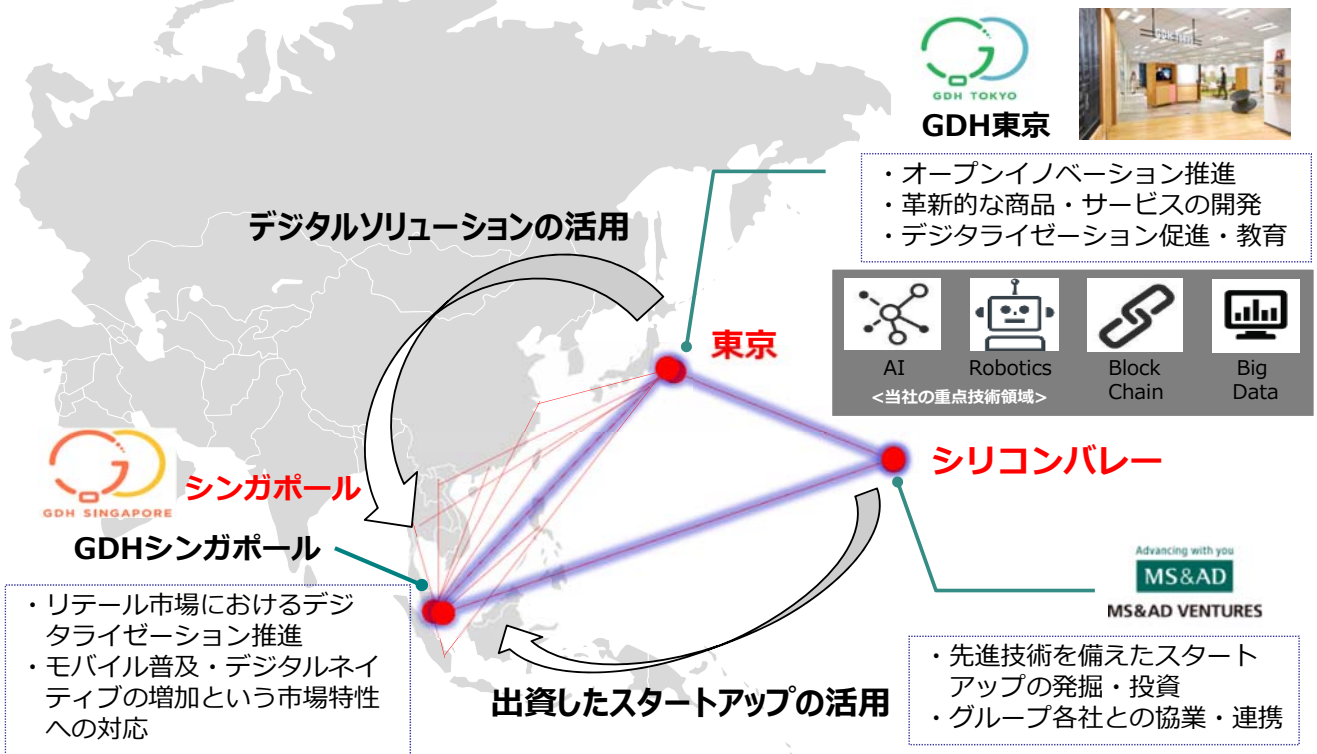 GDH TOKYO
GDH東京
・オープンイノベーション推進
・革新的な商品・サービスの開発
・デジタライゼーション促進・教育
デジタルソリューションの活用
AI
Robotics
Block
Chain
Big
Data
<当社の重点技術領域>
東京
シリコンバレー
GDH SINGAPORE
シンガポール
GDHシンガポール
・リテール市場におけるデジ
タライゼーション推進
・モバイル普及・デジタルネイ
ティブの増加という市場特性
への対応
出資したスタートアップの活用
Advancing with you
MS&AD
MS&AD VENTURES
・先進技術を備えたスタート
アップの発掘・投資
・グループ各社との協業・連携